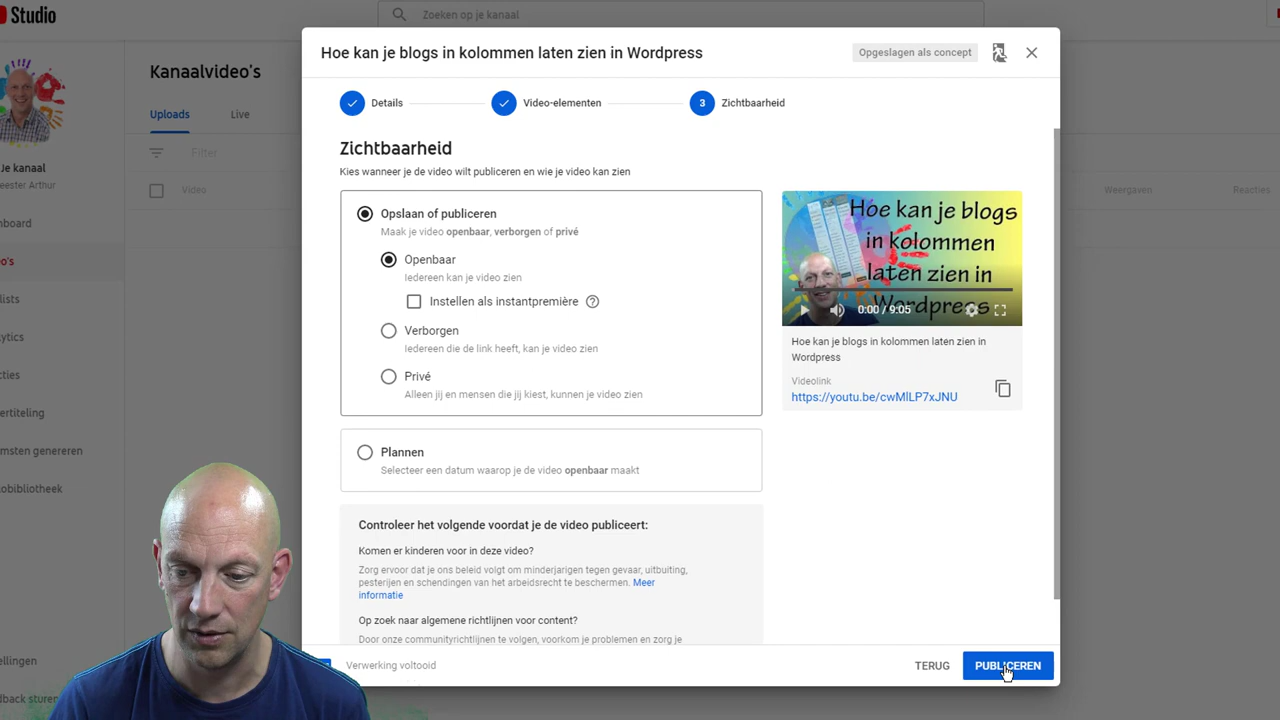 Studio
Zoeken op je kanaal
Hoe kan je blogs in kolommen laten zien in Wordpress
Opgeslagen als concept
Kanaalvideo's
Details
Video-elementen
3
Zichtbaarheid
Uploads
Live
Zichtbaarheid
Kies wanneer je de video wilt publiceren en wie je video kan zien
Filter
Je kanaal
eester Arthur
Video
Weergaven
Reacties
Opslaan of publiceren
Maak je video openbaar, verborgen of privé
Openbaar
Iedereen kan je video zien
Instellen als instantpremière
Verborgen
Iedereen die de link heeft, kan je video zien
Privé
Alleen jij en mensen die jij kiest, kunnen je video zien
Hoe kan je blogs
in kolommen
laten zien in
Wordpress
0:00 / 9:05
Hoe kan je blogs in kolommen laten zien in
Wordpress
Videolink
https://youtu.be/cwMlLP7xJNU
nboard
o's
lists
alytics
cties
ertiteling
msten genereren
obibliotheek
ellingen
dback sturen
Plannen
Selecteer een datum waarop je de video openbaar maakt
Controleer het volgende voordat je de video publiceert:
Komen er kinderen voor in deze video?
Zorg ervoor dat je ons beleid volgt om minderjarigen tegen gevaar, uitbuiting,
pesterijen en schendingen van het arbeidsrecht te beschermen. Meer
informatie
Op zoek naar algemene richtlijnen voor content?
Door onze communityrichtlijnen te volgen, voorkom je problemen en zorg je
Verwerking voltooid
TERUG
PUBLICEREN